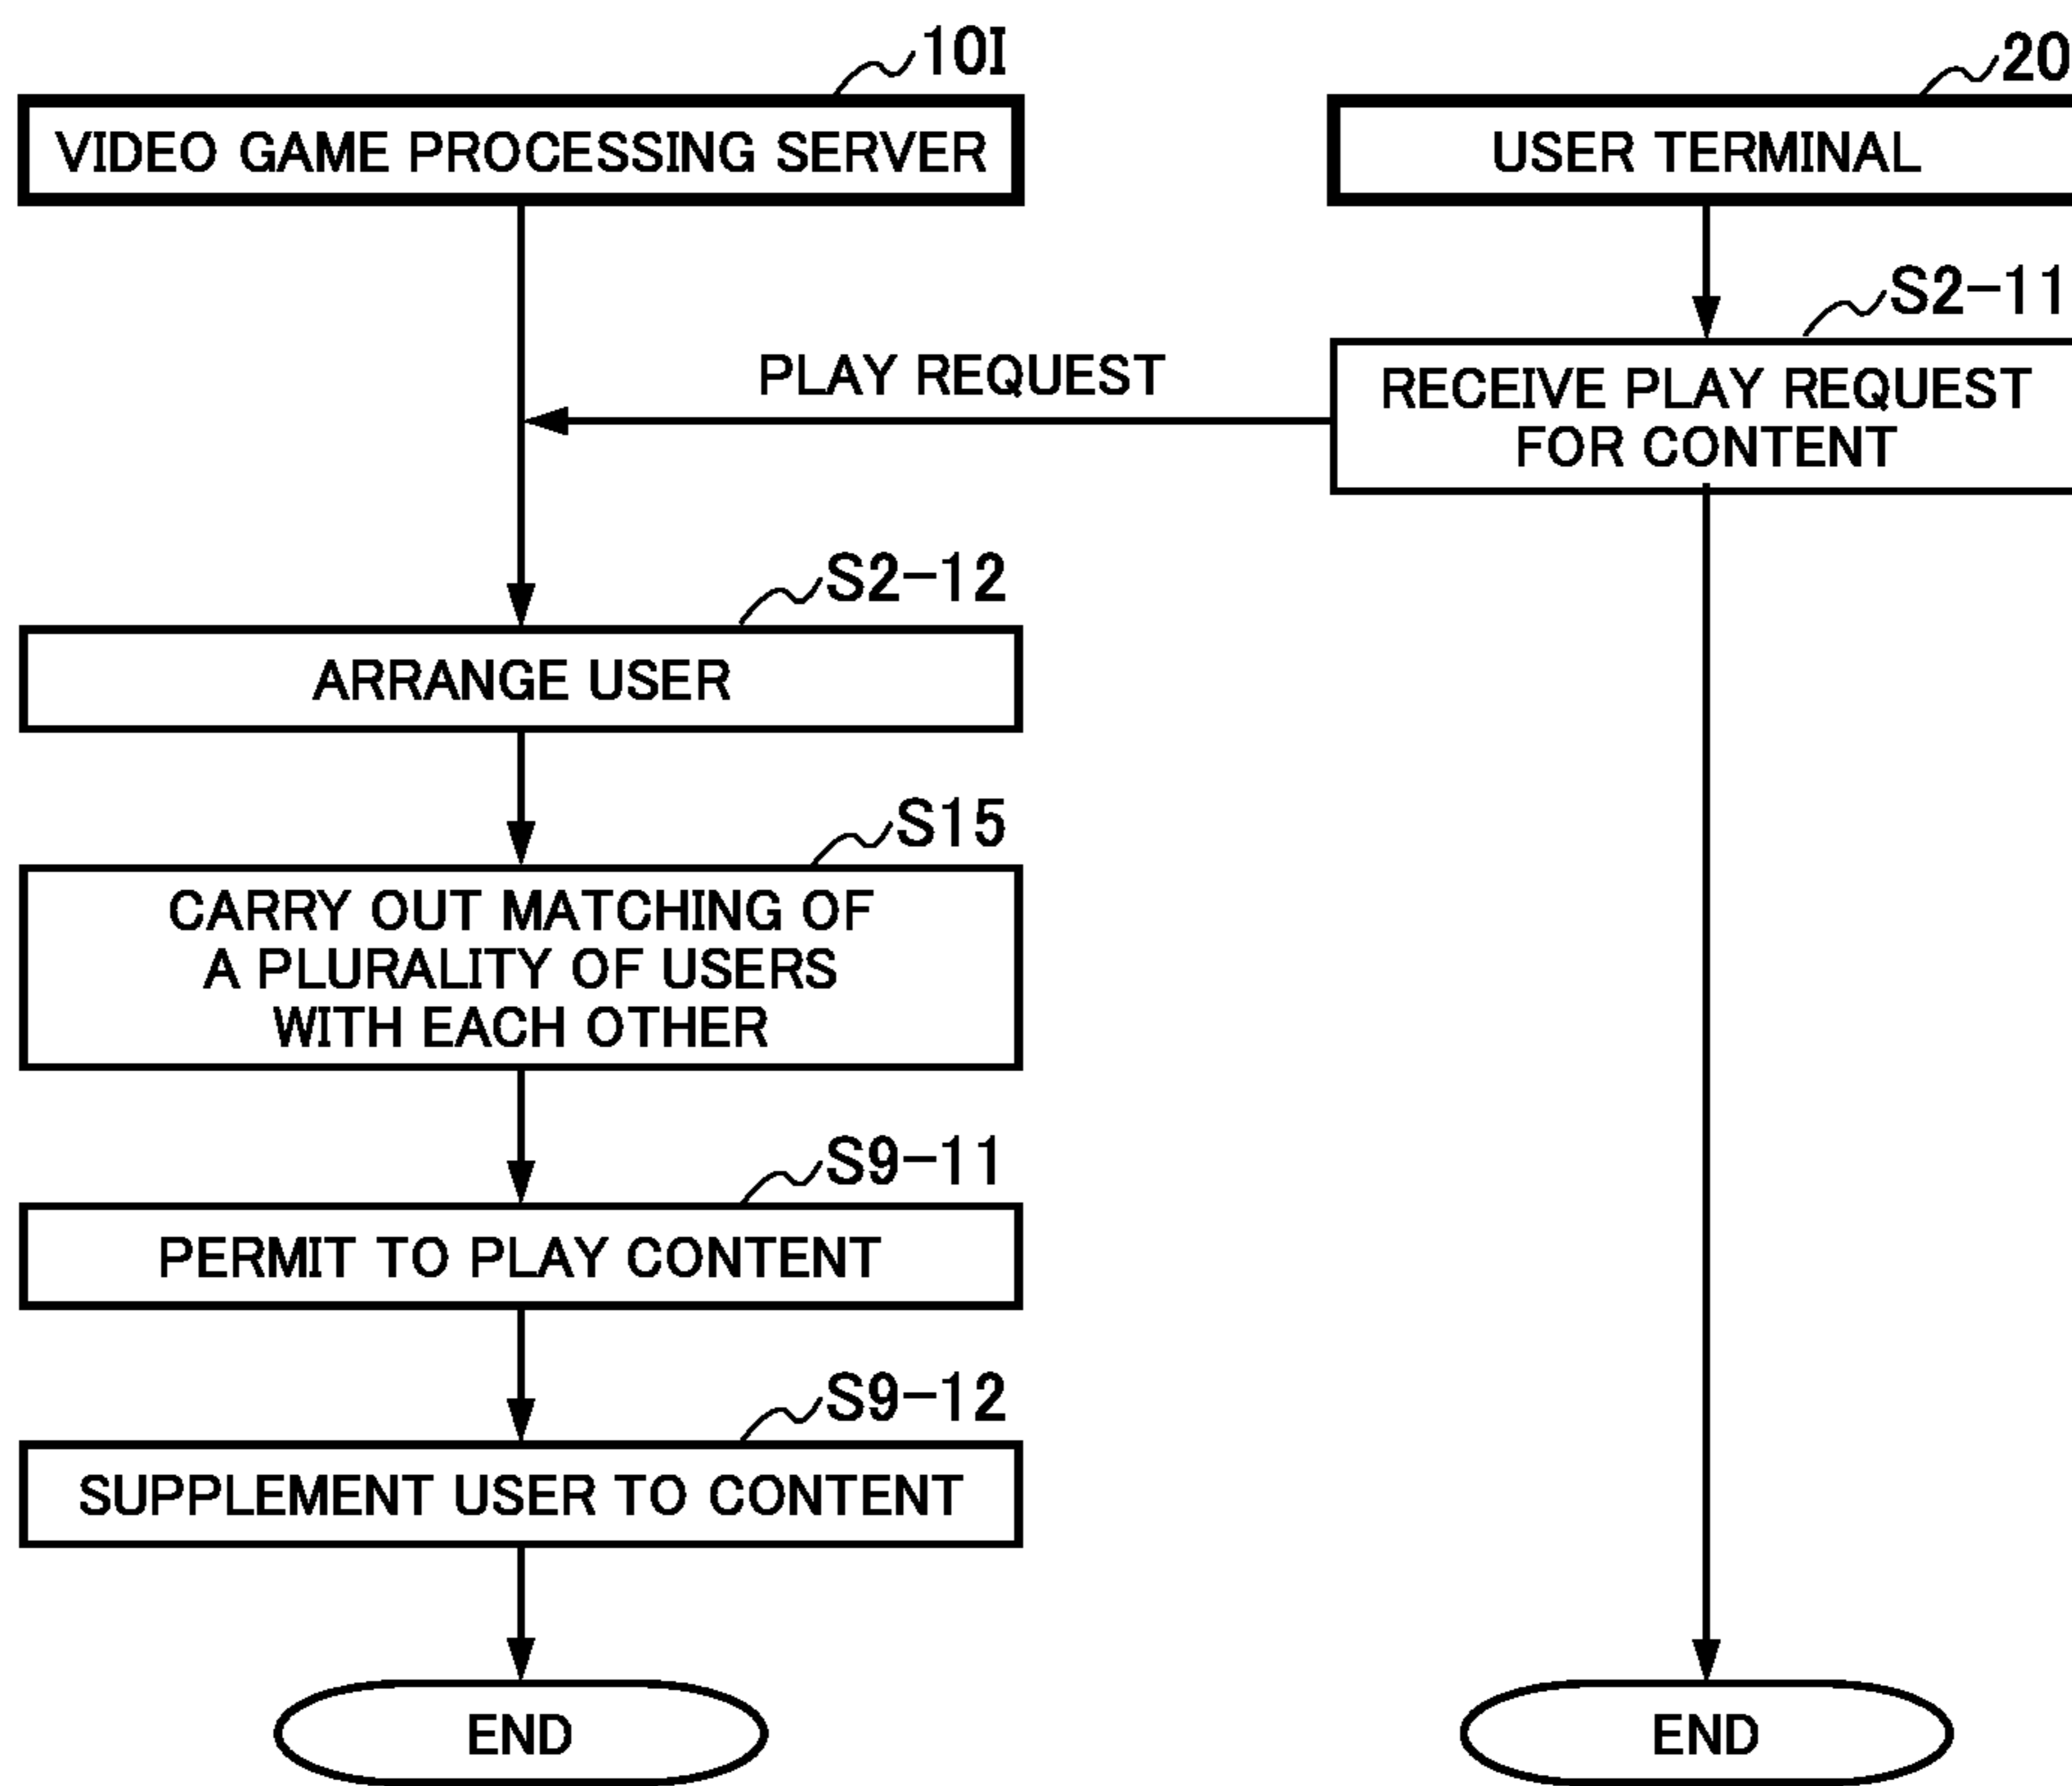 10I
20
VIDEO GAME PROCESSING SERVER
USER TERMINAL
S2-11
PLAY REQUEST
RECEIVE PLAY REQUEST
FOR CONTENT
S2-12
ARRANGE USER
S15
CARRY OUT MATCHING OF
A PLURALITY OF USERS
WITH EACH OTHER
S9-11
PERMIT TO PLAY CONTENT
S9-12
SUPPLEMENT USER TO CONTENT
END
END